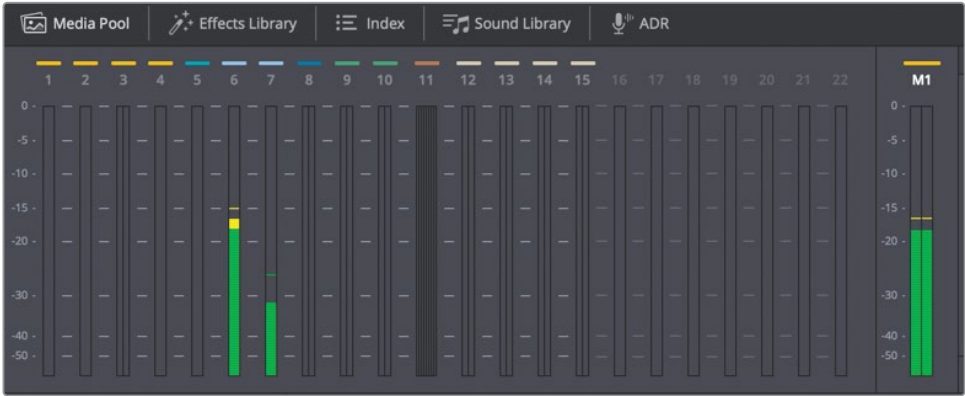 Media Pool Effects Library Index Sound Library ADR
1 2 3 4 5 6 7 8 9 10 11 12 13 14 15 16 17 18 19 20 21 22 M1
0 - 0 -
-5 - -5 -
-10 - -10 -
-15 - -15 -
-20 - -20 -
-30 - -30 -
-40 - -40 -
-50 - -50 -